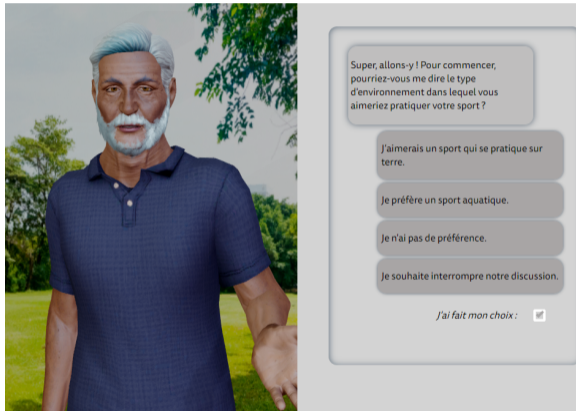 Super, allons-y ! Pour commencer,
pourriez-vous me dire le type
d'environnement dans lequel vous
aimeriez pratiquer votre sport ?
J'aimerais un sport qui se pratique sur
terre.
Je préfère un sport aquatique.
Je n'ai pas de préférence.
Je souhaite interrompre notre discussion.
J'ai fait mon choix :